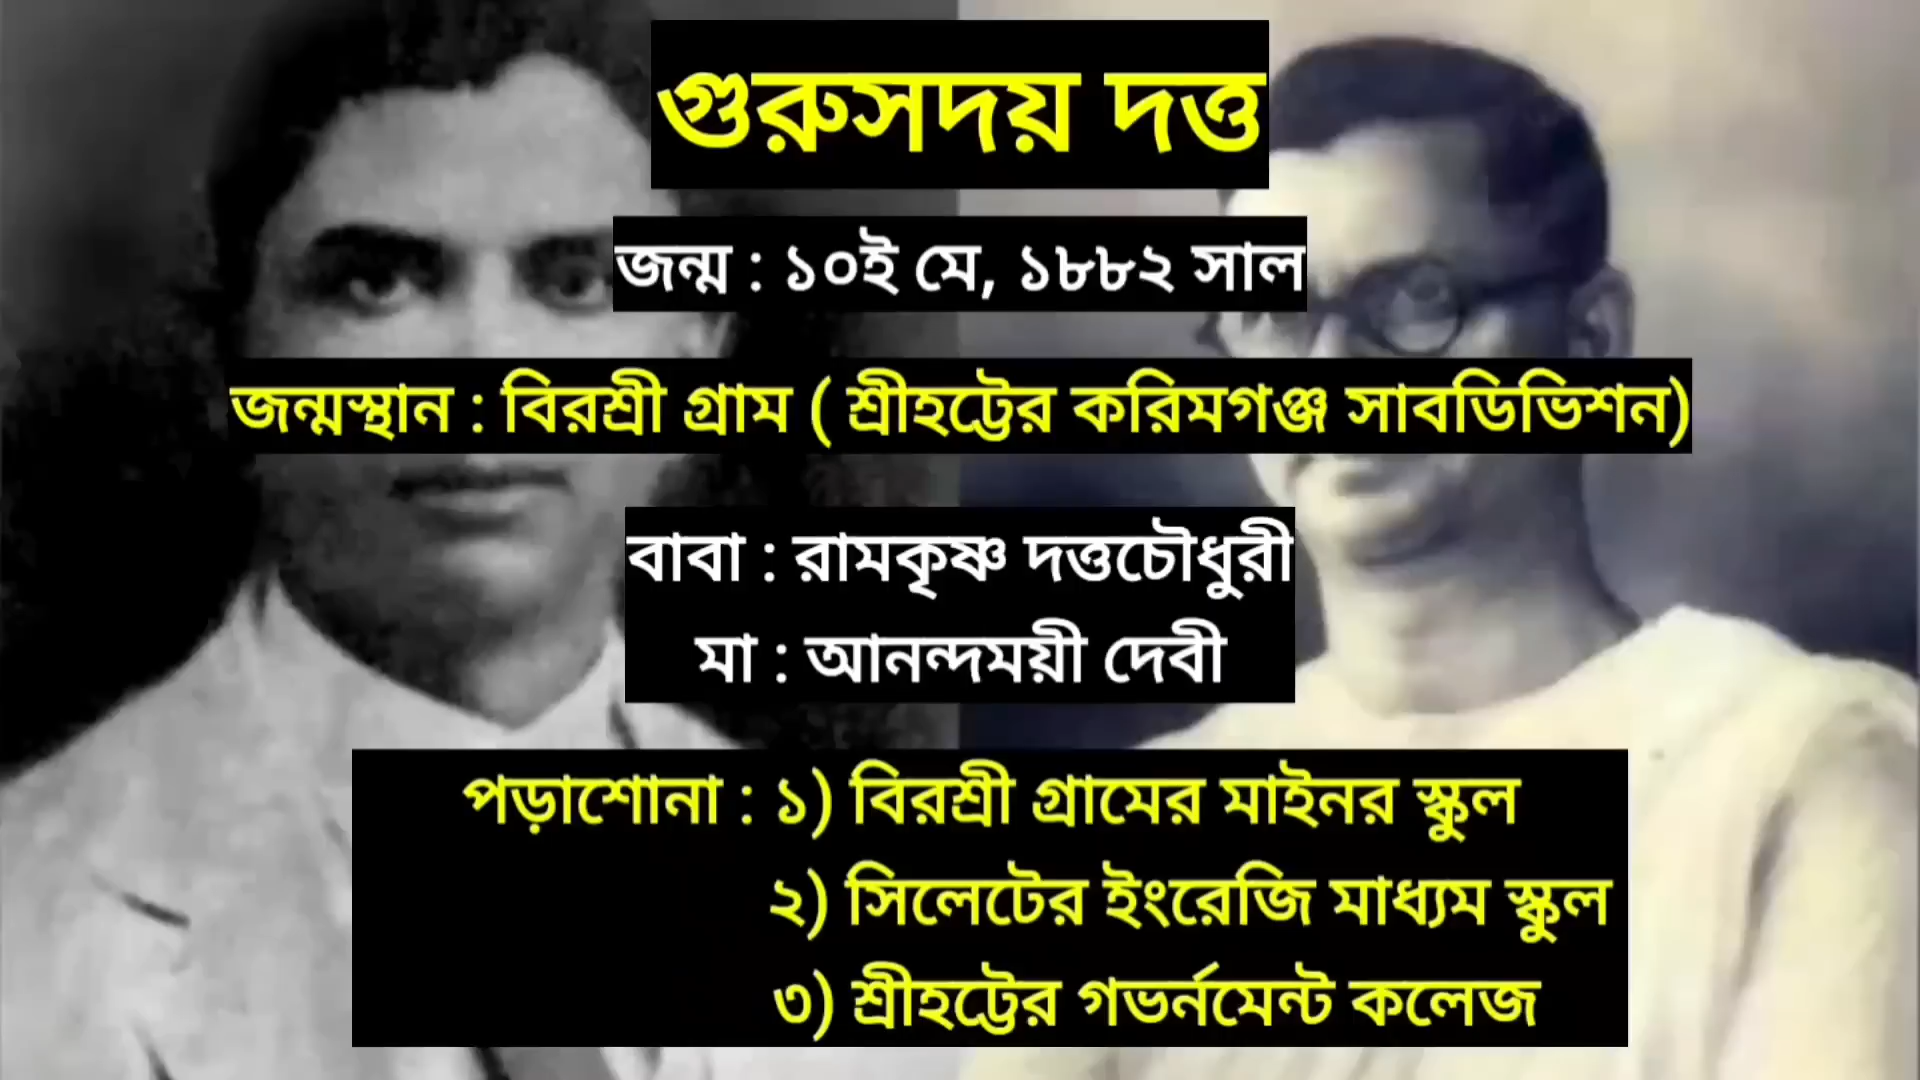 গুরুসদয় দত্ত
জন্ম : ১০ই মে, ১৮৮২ সাল
জন্মস্থান : বিরশ্রী গ্রাম ( শ্রীহট্টের করিমগঞ্জ সাবডিভিশন)
বাবা : রামকৃষ্ণ দত্তচৌধুরী
মা : আনন্দময়ী দেবী
পড়াশোনা : ১) বিরশ্রী গ্রামের মাইনর স্কুল
২) সিলেটের ইংরেজি মাধ্যম স্কুল
৩) শ্রীহট্টের গভর্নমেন্ট কলেজ